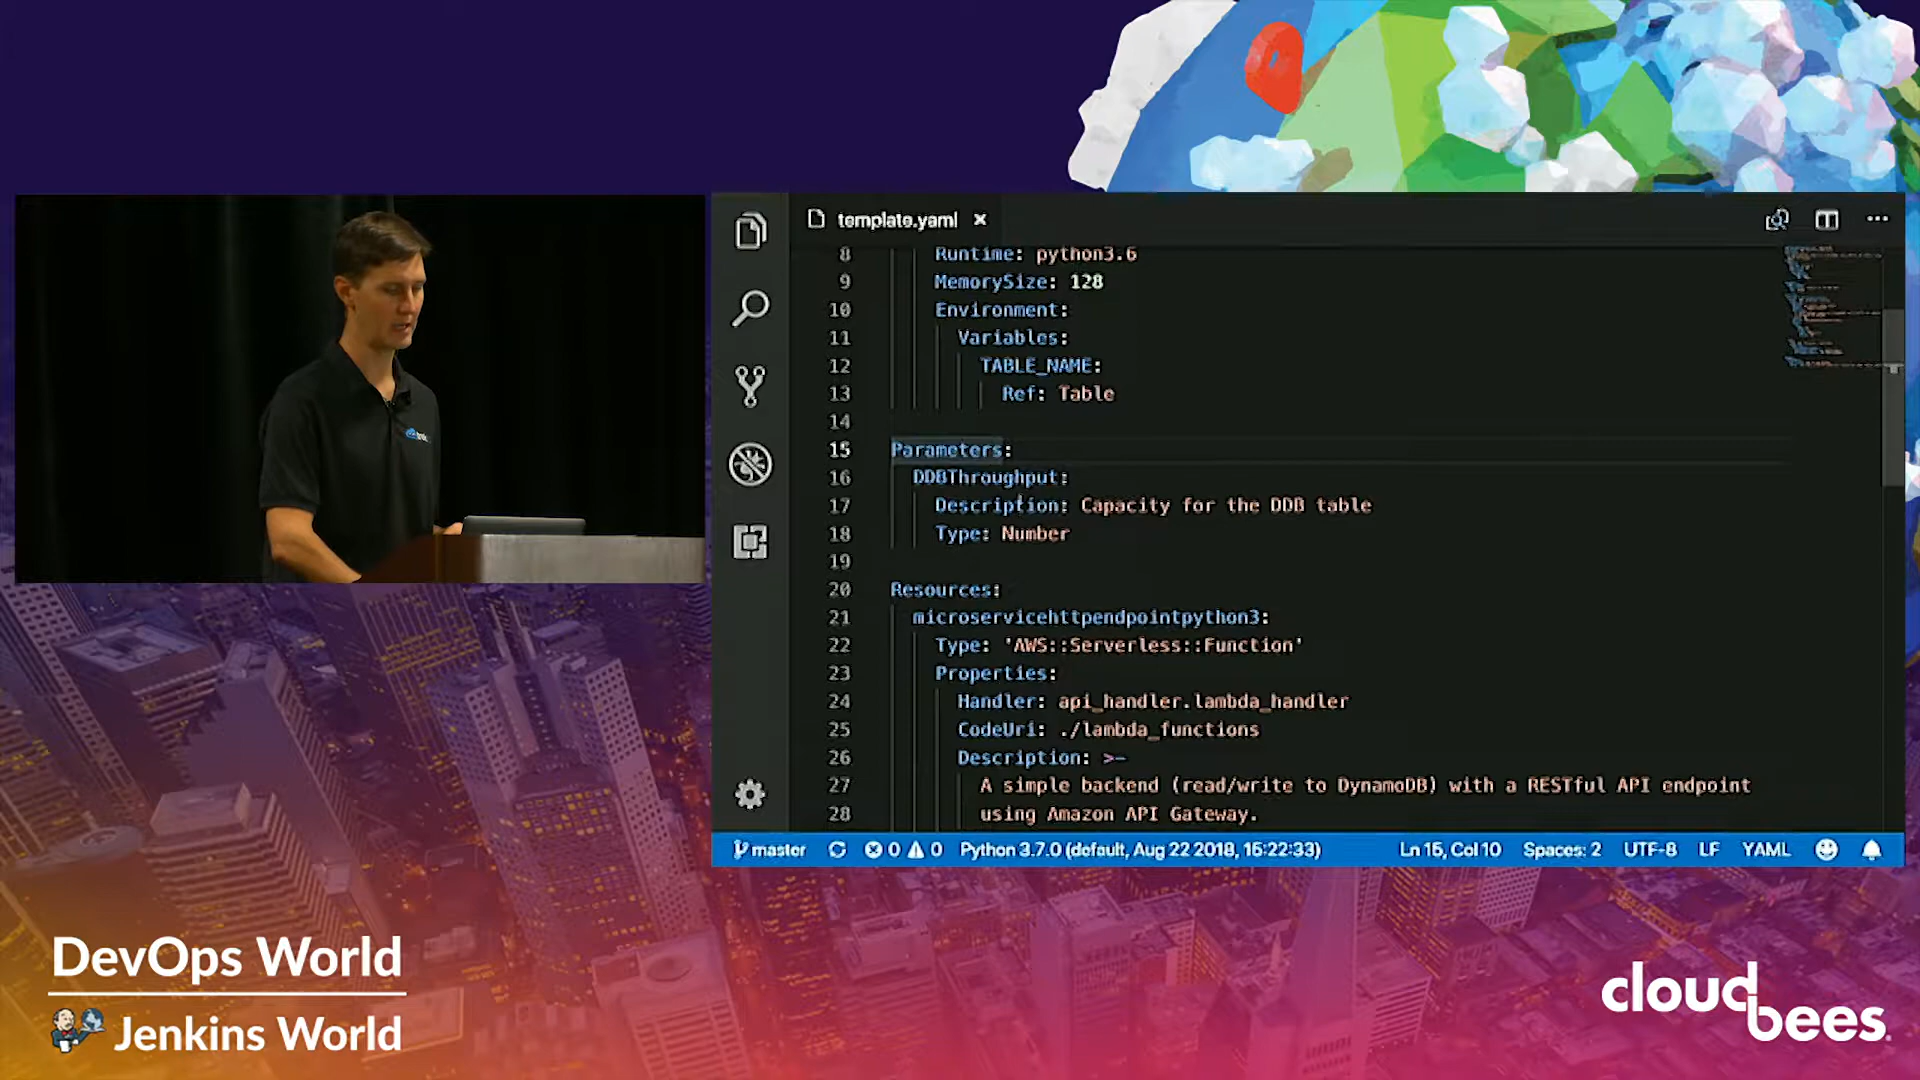 template.yaml
8 Runtime: python3.6
9 MemorySize: 128
10 Environment:
11 Variables:
12 TABLE_NAME:
13 Ref: Table
14
15 Parameters:
16 DDBThroughput:
17 Description: Capacity for the DDB table
18 Type: Number
19
20 Resources:
21 microservicehttpendpointpython3:
22 Type: 'AWS::Serverless::Function'
23 Properties:
24 Handler: api_handler.lambda_handler
25 CodeUri: ./lambda_functions
26 Description: >-
27 A simple backend (read/write to DynamoDB) with a RESTful API endpoint
28 using Amazon API Gateway.
master 0 0 Python 3.7.0 (default, Aug 22 2018, 15:22:33) Ln 15, Col 10 Spaces: 2 UTF-8 LF YAML
DevOps World
Jenkins World
cloudbees